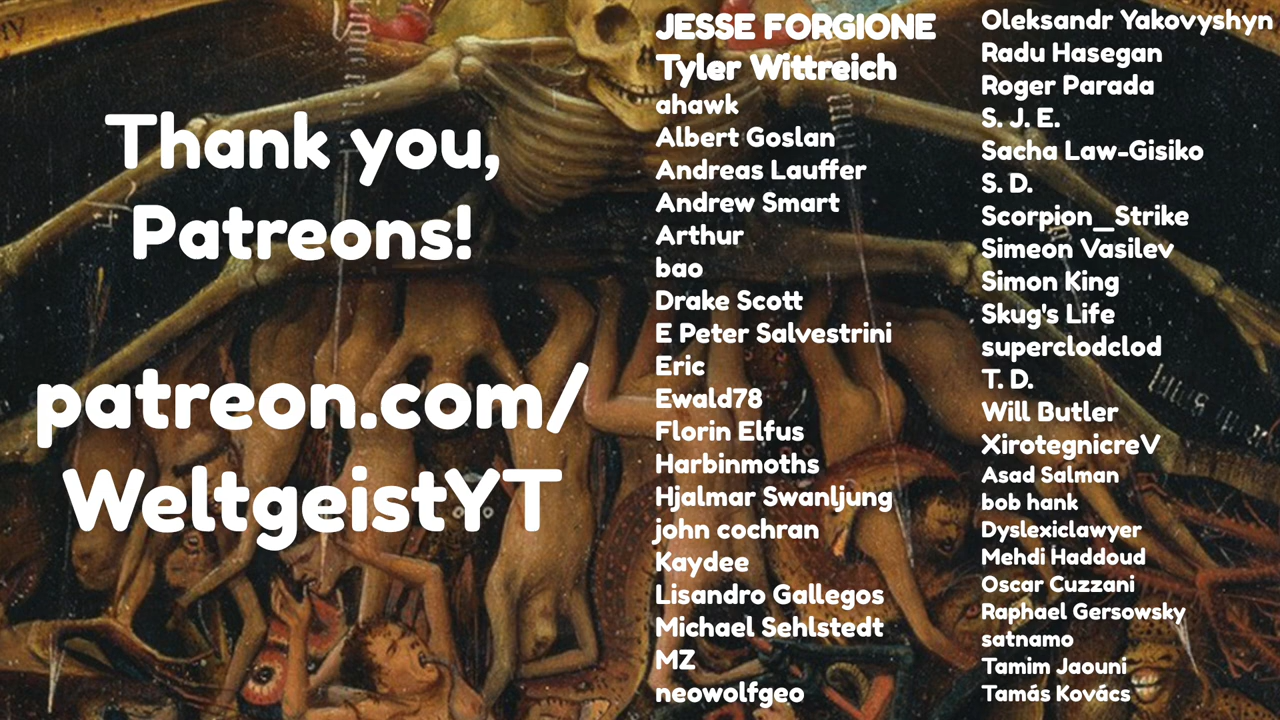 Thank you,
Patreons!
patreon.com/
WeltgeistYT
JESSE FORGIONE
Tyler Wittreich
ahawk
Albert Goslan
Andreas Lauffer
Andrew Smart
Arthur
bao
Drake Scott
E Peter Salvestrini
Eric
Ewald78
Florin Elfus
Harbinmoths
Hjalmar Swanljung
john cochran
Kaydee
Lisandro Gallegos
Michael Sehlstedt
MZ
neowolfgeo
Oleksandr Yakovyshyn
Radu Hasegan
Roger Parada
S. J. E.
Sacha Law-Gisiko
S. D.
Scorpion__Strike
Simeon Vasilev
Simon King
Skug's Life
superclodclod
T. D.
Will Butler
XirotegnicreV
Asad Salman
bob hank
Dyslexiclawyer
Mehdi Haddoud
Oscar Cuzzani
Raphael Gersowsky
satnamo
Tamim Jaouni
Tamás Kovács